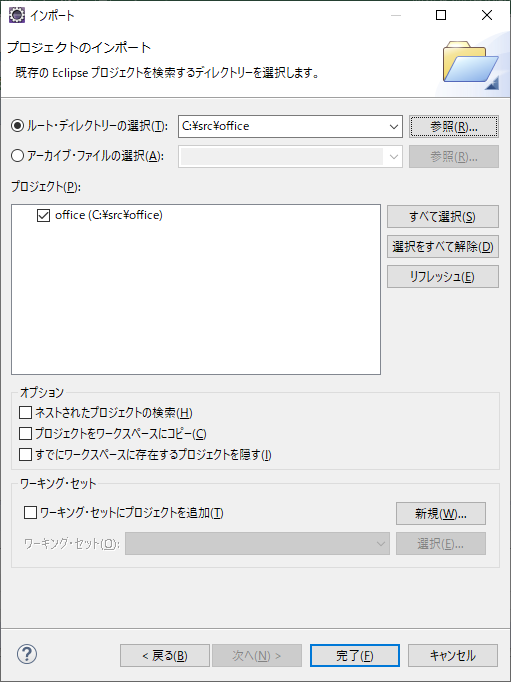 インポート
プロジェクトのインポート
既存の Eclipse プロジェクトを検索するディレクトリーを選択します。
ルート・ディレクトリーの選択(T): C:¥src¥office 参照(R)...
アーカイブ・ファイルの選択(A): 参照(R)...
プロジェクト(P):
office (C:¥src¥office) すべて選択(S)
選択をすべて解除(D)
リフレッシュ(E)
オプション
ネストされたプロジェクトの検索(H)
プロジェクトをワークスペースにコピー(C)
すでにワークスペースに存在するプロジェクトを隠す(I)
ワーキング・セット
ワーキング・セットにプロジェクトを追加(T) 新規(W)...
ワーキング・セット(O): 選択(E)...
? < 戻る(B) 次へ(N) > 完了(F) キャンセル